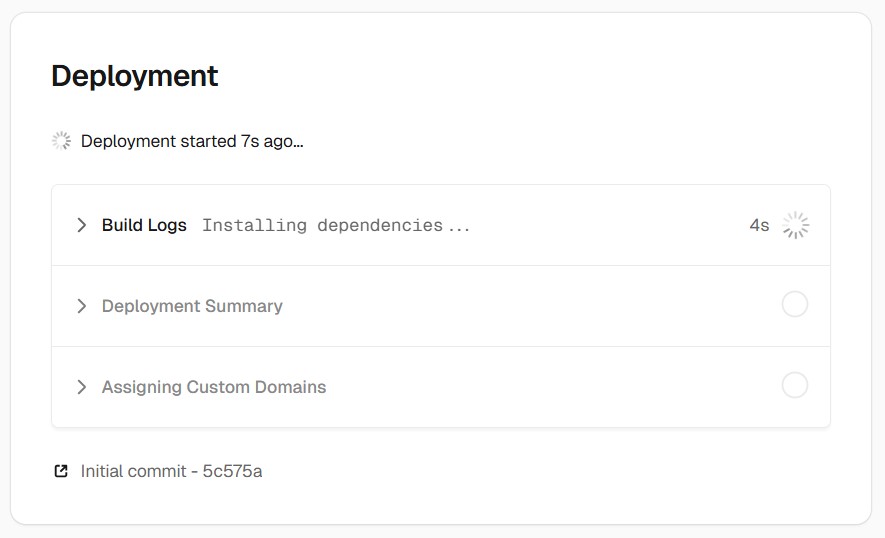 Deployment
Deployment started 7s ago...
Build Logs Installing dependencies... 4s
Deployment Summary
Assigning Custom Domains
Initial commit - 5c575a